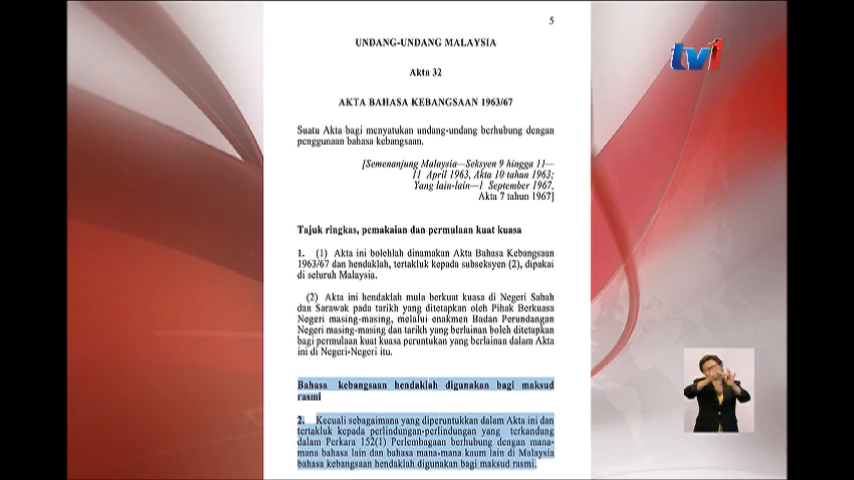 5
UNDANG-UNDANG MALAYSIA
tv1
Akta 32
AKTA BAHASA KEBANGSAAN 1963/67
Suatu Akta bagi menyatukan undang-undang berhubung dengan
penggunaan bahasa kebangsaan.
[Semenanjung Malaysia—Seksyen 9 hingga 11—
11 April 1963, Akta 10 tahun 1963;
Yang lain-lain—1 September 1967,
Akta 7 tahun 1967]
Tajuk ringkas, pemakaian dan permulaan kuat kuasa
1. (1) Akta ini bolehlah dinamakan Akta Bahasa Kebangsaan
1963/67 dan hendaklah, tertakluk kepada subseksyen (2), dipakai
di seluruh Malaysia.
(2) Akta ini hendaklah mula berkuat kuasa di Negeri Sabah
dan Sarawak pada tarikh yang ditetapkan oleh Pihak Berkuasa
Negeri masing-masing, melalui enakmen Badan Perundangan
Negeri masing-masing dan tarikh yang berlainan boleh ditetapkan
bagi permulaan kuat kuasa peruntukan yang berlainan dalam Akta
ini di Negeri-Negeri itu.
Bahasa kebangsaan hendaklah digunakan bagi maksud
rasmi
2. Kecuali sebagaimana yang diperuntukkan dalam Akta ini dan
tertakluk kepada perlindungan-perlindungan yang terkandung
dalam Perkara 152(1) Perlembagaan berhubung dengan mana-
mana bahasa lain dan bahasa mana-mana kaum lain di Malaysia
bahasa kebangsaan hendaklah digunakan bagi maksud rasmi.